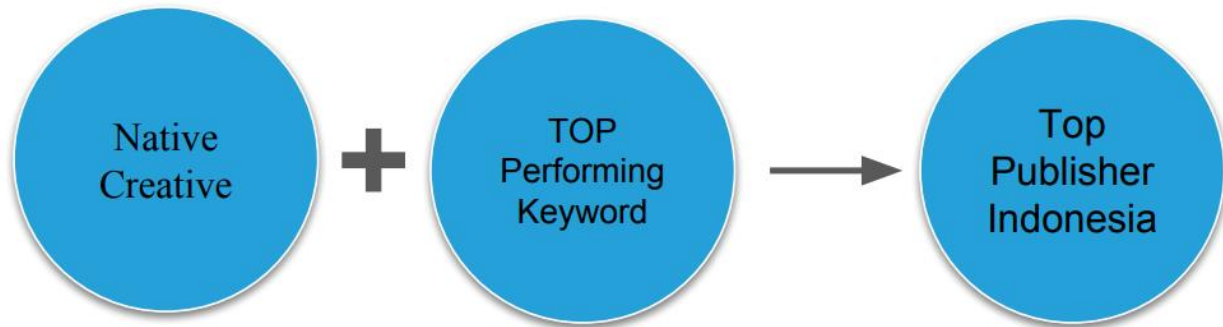 Native
Creative
TOP
Performing
Keyword
Top
Publisher
Indonesia